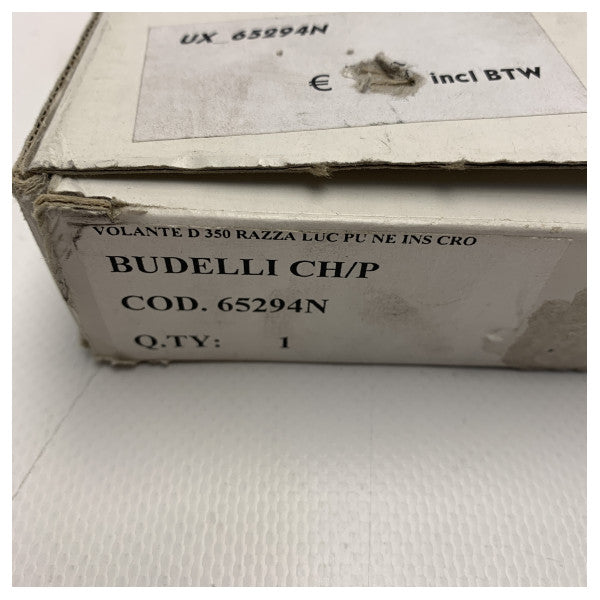 UX_65294N
€ incl BTW
VOLANTE D 350 RAZZA LUC PU NE INS CRO
BUDELLI CH/P
COD. 65294N
Q.TY: 1